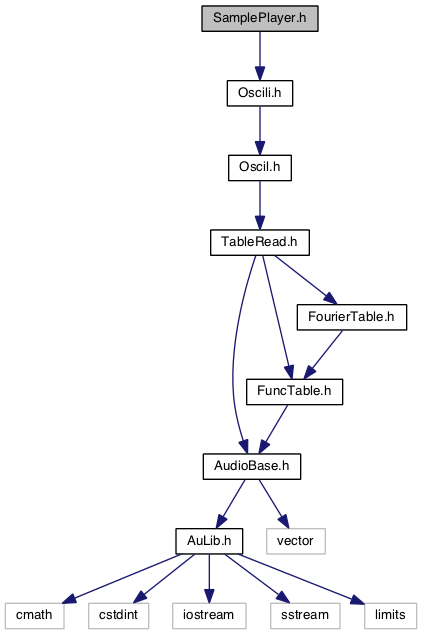 SamplePlayer.h
Oscili.h
Oscil.h
TableRead.h
FourierTable.h
FuncTable.h
AudioBase.h
AuLib.h
vector
cmath
cstdint
iostream
sstream
limits